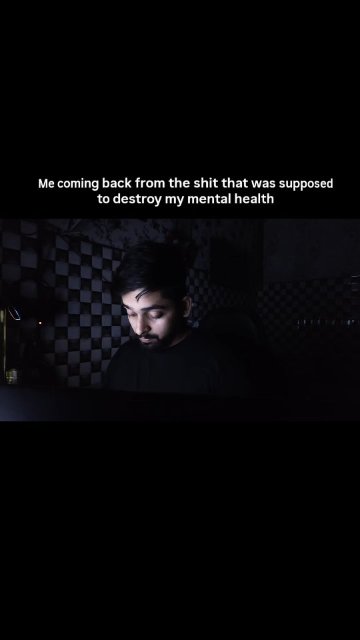 Me coming back from the shit that was supposed
to destroy my mental health